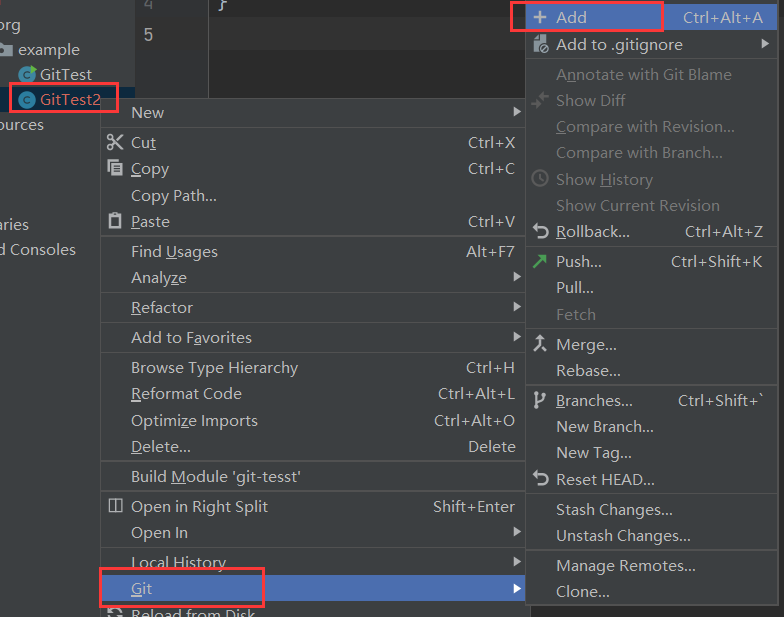 4
}
5
org
example
GitTest
GitTest2
ources
aries
d Consoles
New
Cut Ctrl+X
Copy Ctrl+C
Copy Path...
Paste Ctrl+V
Find Usages Alt+F7
Analyze
Refactor
Add to Favorites
Browse Type Hierarchy Ctrl+H
Reformat Code Ctrl+Alt+L
Optimize Imports Ctrl+Alt+O
Delete... Delete
Build Module 'git-tesst'
Open in Right Split Shift+Enter
Open In
Local History
Git
Reload from Disk
Add Ctrl+Alt+A
Add to .gitignore
Annotate with Git Blame
Show Diff
Compare with Revision...
Compare with Branch...
Show History
Show Current Revision
Rollback... Ctrl+Alt+Z
Push... Ctrl+Shift+K
Pull...
Fetch
Merge...
Rebase...
Branches... Ctrl+Shift+`
New Branch...
New Tag...
Reset HEAD...
Stash Changes...
Unstash Changes...
Manage Remotes...
Clone...